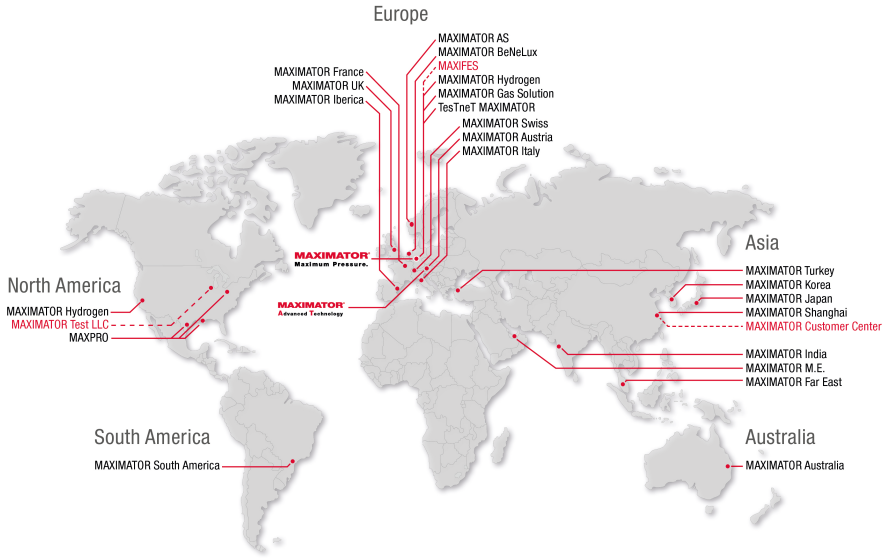 Europe
MAXIMATOR AS
MAXIMATOR BeNeLux
MAXIFES
MAXIMATOR Hydrogen
MAXIMATOR Gas Solution
TesTneT MAXIMATOR
MAXIMATOR France
MAXIMATOR UK
MAXIMATOR Iberica
MAXIMATOR Swiss
MAXIMATOR Austria
MAXIMATOR Italy
MAXIMATOR®
Maximum Pressure.
MAXIMATOR®
Advanced Technology
North America
MAXIMATOR Hydrogen
MAXIMATOR Test LLC
MAXPRO
South America
MAXIMATOR South America
Asia
MAXIMATOR Turkey
MAXIMATOR Korea
MAXIMATOR Japan
MAXIMATOR Shanghai
MAXIMATOR Customer Center
MAXIMATOR India
MAXIMATOR M.E.
MAXIMATOR Far East
Australia
MAXIMATOR Australia